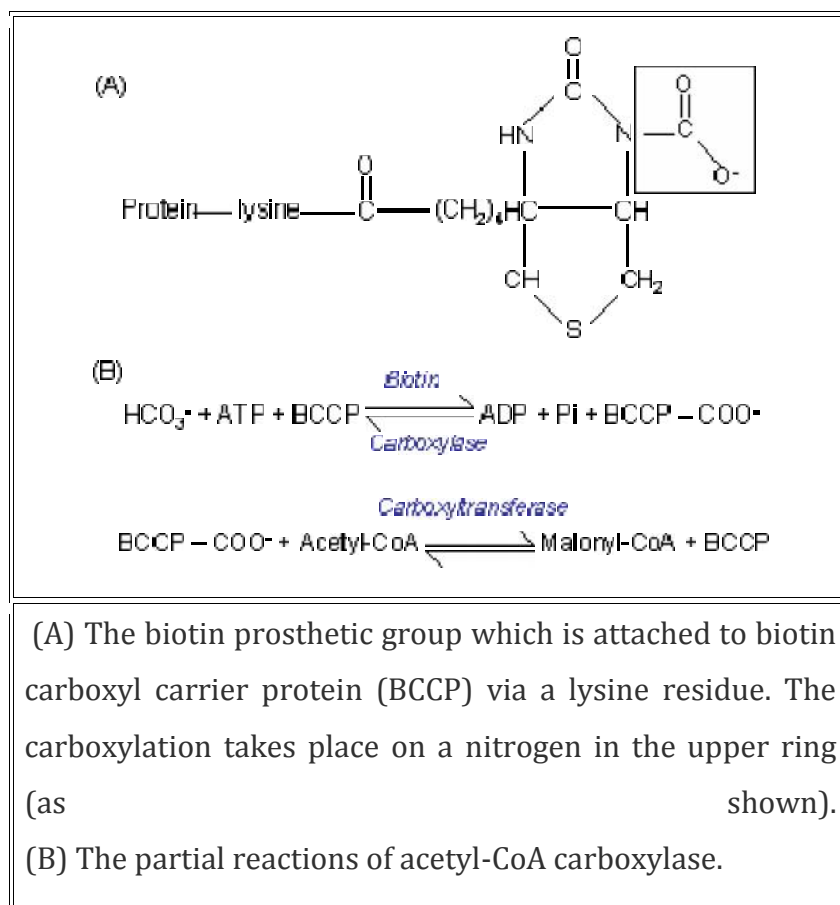 (A)
O
C
HN
N
O
C
O-
O
Protein—lysine—C—(CH2)4HC
CH
CH
CH2
S
(B)
Biotin
HCO3- + ATP + BCCP
ADP + Pi + BCCP – COO-
Carboxylase
Carboxyltransferase
BCCP – COO- + Acetyl-CoA
Malonyl-CoA + BCCP
(A) The biotin prosthetic group which is attached to biotin
carboxyl carrier protein (BCCP) via a lysine residue. The
carboxylation takes place on a nitrogen in the upper ring
(as shown).
(B) The partial reactions of acetyl-CoA carboxylase.